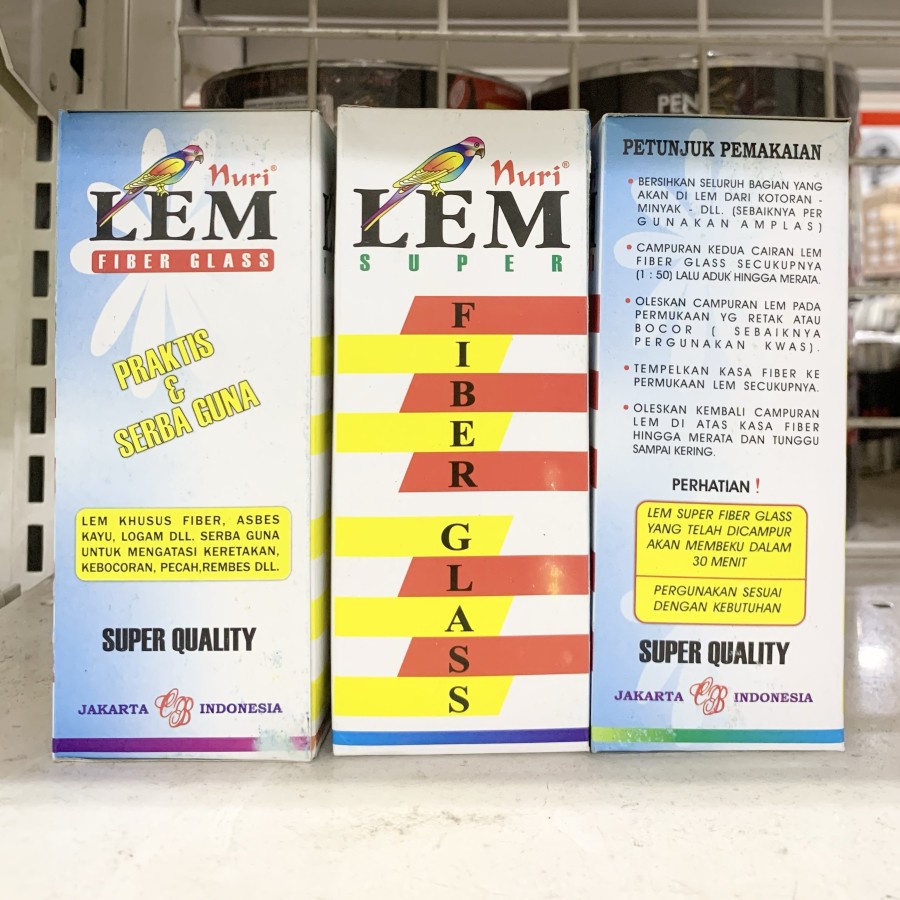 Nuri®
LEM
FIBER GLASS
PRAKTIS
&
SERBA GUNA
LEM KHUSUS FIBER, ASBES
KAYU, LOGAM DLL. SERBA GUNA
UNTUK MENGATASI KERETAKAN,
KEBOCORAN, PECAH,REMBES DLL.
SUPER QUALITY
JAKARTA CB INDONESIA
Nuri®
LEM
SUPER
FIBER
GLASS
PETUNJUK PEMAKAIAN
• BERSIHKAN SELURUH BAGIAN YANG
AKAN DI LEM DARI KOTORAN -
MINYAK - DLL. (SEBAIKNYA PER
GUNAKAN AMPLAS)
• CAMPURAN KEDUA CAIRAN LEM
FIBER GLASS SECUKUPNYA
(1 : 50) LALU ADUK HINGGA MERATA.
• OLESKAN CAMPURAN LEM PADA
PERMUKAAN YG RETAK ATAU
BOCOR ( SEBAIKNYA
PERGUNAKAN KWAS).
• TEMPELKAN KASA FIBER KE
PERMUKAAN LEM SECUKUPNYA.
• OLESKAN KEMBALI CAMPURAN
LEM DI ATAS KASA FIBER
HINGGA MERATA DAN TUNGGU
SAMPAI KERING.
PERHATIAN !
LEM SUPER FIBER GLASS
YANG TELAH DICAMPUR
AKAN MEMBEKU DALAM
30 MENIT
PERGUNAKAN SESUAI
DENGAN KEBUTUHAN
SUPER QUALITY
JAKARTA CB INDONESIA